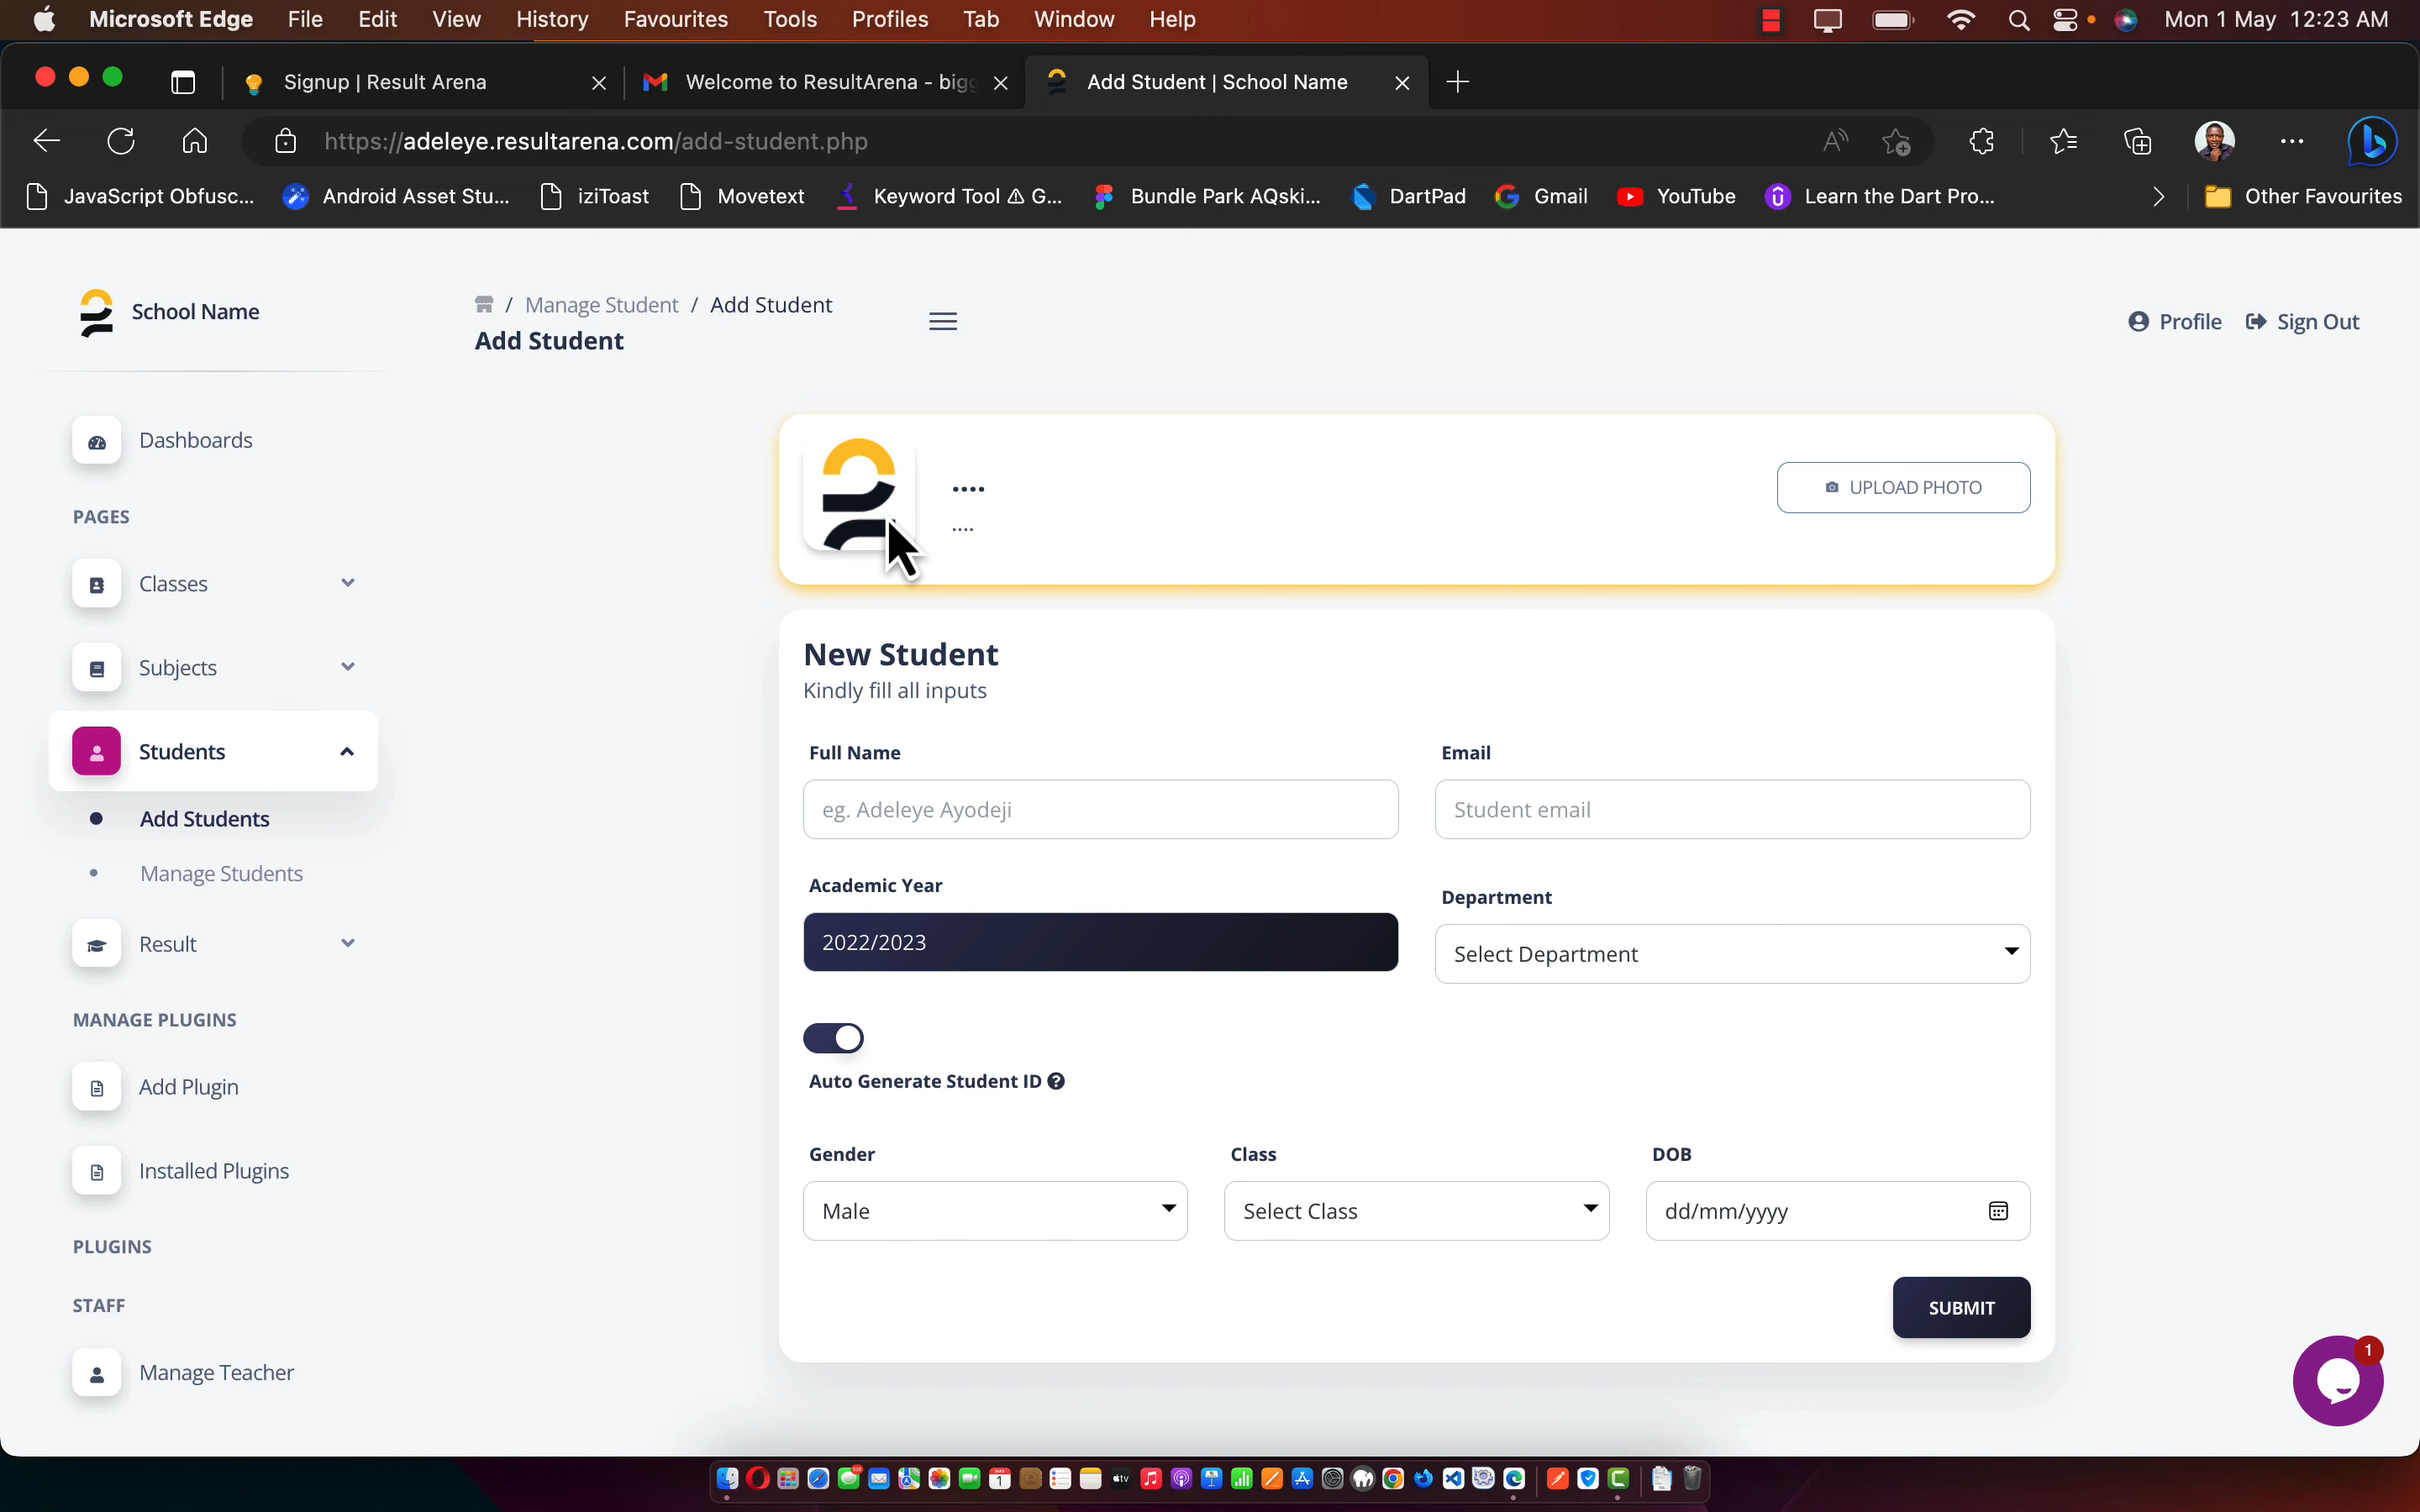 Microsoft Edge File Edit View History Favourites Tools Profiles Tab Window Help Mon 1 May 12:23 AM
Signup | Result Arena Welcome to ResultArena - bigg Add Student | School Name
https://adeleye.resultarena.com/add-student.php
JavaScript Obfusc... Android Asset Stu... iziToast Movetext Keyword Tool ⚠ G... Bundle Park AQski... DartPad Gmail YouTube Learn the Dart Pro... Other Favourites
School Name
/ Manage Student / Add Student
Add Student
Profile Sign Out
Dashboards
PAGES
Classes
Subjects
Students
Add Students
Manage Students
Result
MANAGE PLUGINS
Add Plugin
Installed Plugins
PLUGINS
STAFF
Manage Teacher
....
....
UPLOAD PHOTO
New Student
Kindly fill all inputs
Full Name Email
eg. Adeleye Ayodeji Student email
Academic Year Department
2022/2023 Select Department
Auto Generate Student ID
Gender Class DOB
Male Select Class dd/mm/yyyy
SUBMIT
1